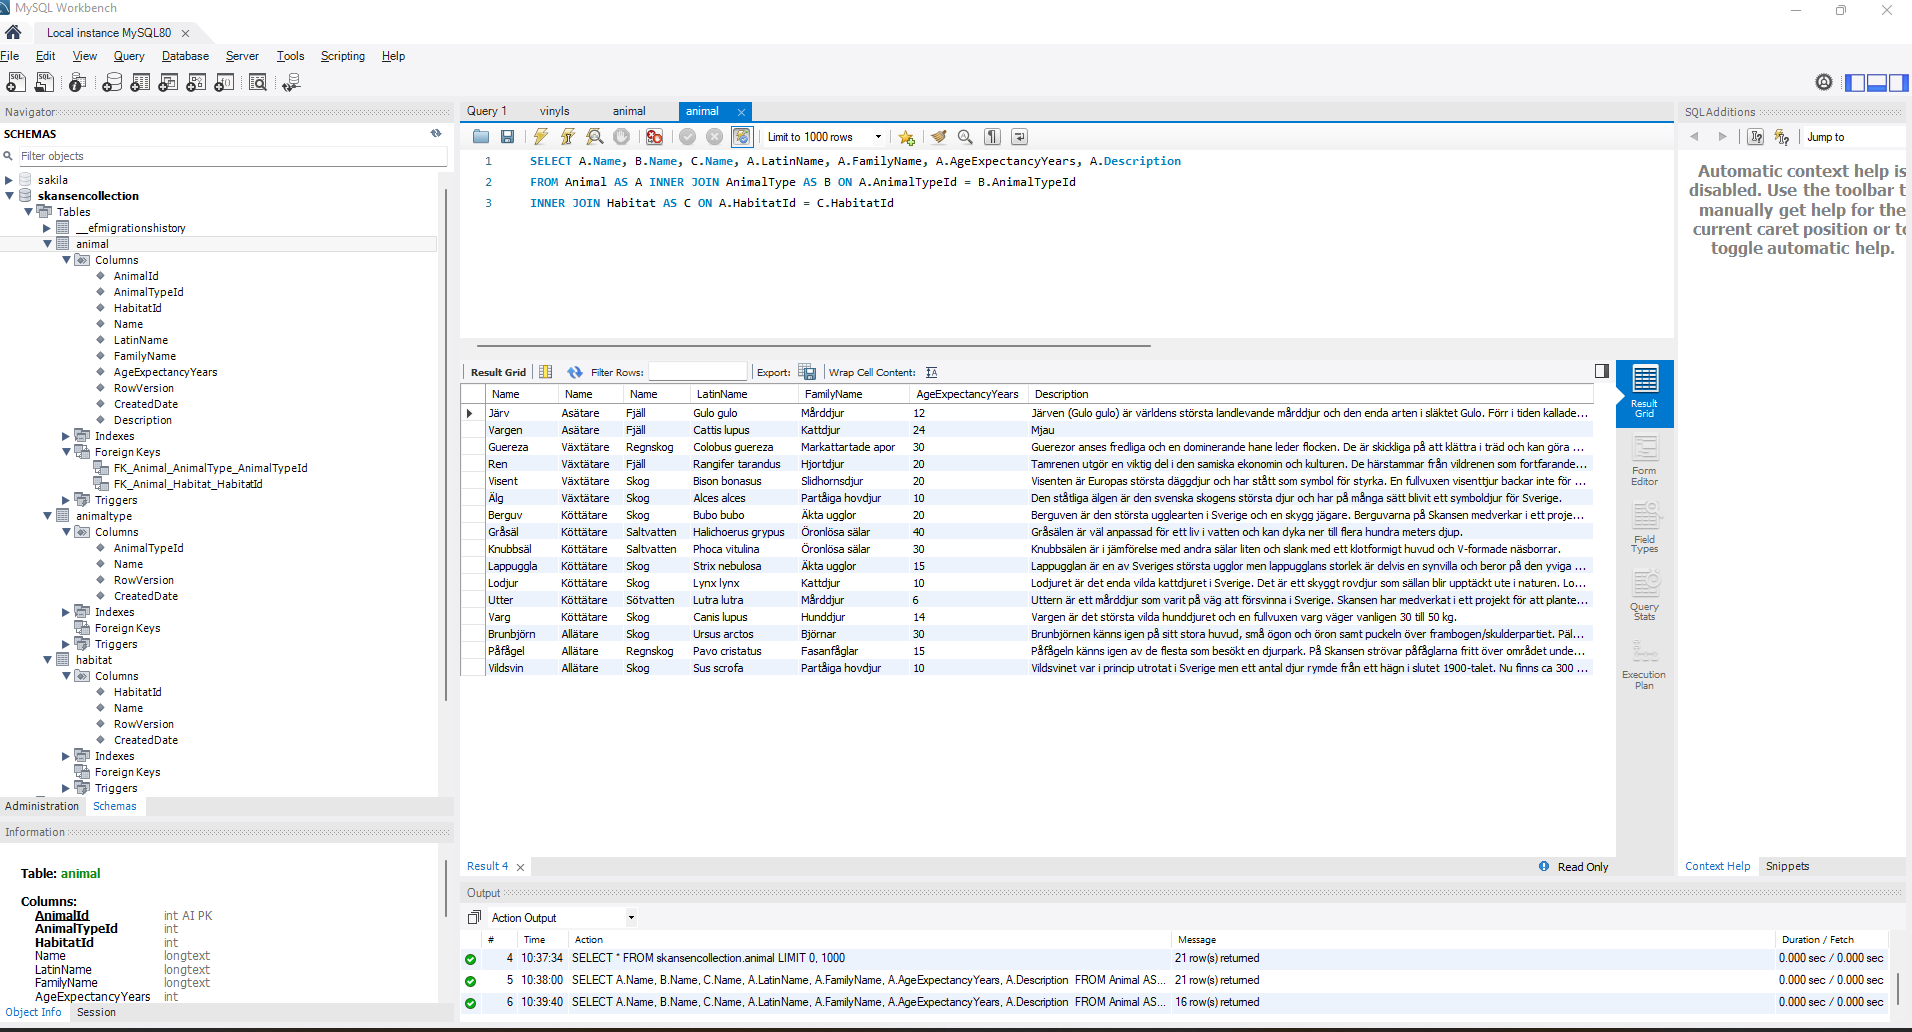 MySQL Workbench
Local instance MySQL80
File Edit View Query Database Server Tools Scripting Help
Navigator
SCHEMAS
Filter objects
sakila
skansencollection
Tables
__efmigrationshistory
animal
Columns
AnimalId
AnimalTypeId
HabitatId
Name
LatinName
FamilyName
AgeExpectancyYears
RowVersion
CreatedDate
Description
Indexes
Foreign Keys
FK_Animal_AnimalType_AnimalTypeId
FK_Animal_Habitat_HabitatId
Triggers
animaltype
Columns
AnimalTypeId
Name
RowVersion
CreatedDate
Indexes
Foreign Keys
Triggers
habitat
Columns
HabitatId
Name
RowVersion
CreatedDate
Indexes
Foreign Keys
Triggers
Administration Schemas
Information
Table: animal
Columns:
AnimalId int AI PK
AnimalTypeId int
HabitatId int
Name longtext
LatinName longtext
FamilyName longtext
AgeExpectancyYears int
Object Info Session
Query 1 vinyls animal animal
Limit to 1000 rows
1 SELECT A.Name, B.Name, C.Name, A.LatinName, A.FamilyName, A.AgeExpectancyYears, A.Description
2 FROM Animal AS A INNER JOIN AnimalType AS B ON A.AnimalTypeId = B.AnimalTypeId
3 INNER JOIN Habitat AS C ON A.HabitatId = C.HabitatId
Result Grid Filter Rows: Export: Wrap Cell Content:
Name Name Name LatinName FamilyName AgeExpectancyYears Description
Järv Asätare Fjäll Gulo gulo Mårddjur 12 Järven (Gulo gulo) är världens största landlevande mårddjur och den enda arten i släktet Gulo. Förr i tiden kallade...
Vargen Asätare Fjäll Cattis lupus Kattdjur 24 Mjau
Guereza Växtätare Regnskog Colobus guereza Markattartade apor 30 Guerezor anses fredliga och en dominerande hane leder flocken. De är skickliga på att klättra i träd och kan göra ...
Ren Växtätare Fjäll Rangifer tarandus Hjortdjur 20 Tamrenen utgör en viktig del i den samiska ekonomin och kulturen. De härstammar från vildrenen som fortfarande...
Visent Växtätare Skog Bison bonasus Slidhornsdjur 20 Visenten är Europas största däggdjur och har stått som symbol för styrka. En fullvuxen visenttjur backar inte för ...
Älg Växtätare Skog Alces alces Partåiga hovdjur 10 Den ståtliga älgen är den svenska skogens största djur och har på många sätt blivit ett symboldjur för Sverige.
Berguv Köttätare Skog Bubo bubo Äkta ugglor 20 Berguven är den största ugglearten i Sverige och en skygg jägare. Berguvarna på Skansen medverkar i ett proje...
Gråsäl Köttätare Saltvatten Halichoerus grypus Öronlösa sälar 40 Gråsälen är väl anpassad för ett liv i vatten och kan dyka ner till flera hundra meters djup.
Knubbsäl Köttätare Saltvatten Phoca vitulina Öronlösa sälar 30 Knubbsälen är i jämförelse med andra sälar liten och slank med ett klotformigt huvud och V-formade näsborrar.
Lappuggla Köttätare Skog Strix nebulosa Äkta ugglor 15 Lappugglan är en av Sveriges största ugglor men lappugglans storlek är delvis en synvilla och beror på den yviga ...
Lodjur Köttätare Skog Lynx lynx Kattdjur 10 Lodjuret är det enda vilda kattdjuret i Sverige. Det är ett skyggt rovdjur som sällan blir upptäckt ute i naturen. Lo...
Utter Köttätare Sötvatten Lutra lutra Mårddjur 6 Uttern är ett mårddjur som varit på väg att försvinna i Sverige. Skansen har medverkat i ett projekt för att plante...
Varg Köttätare Skog Canis lupus Hunddjur 14 Vargen är det största vilda hunddjuret och en fullvuxen varg väger vanligen 30 till 50 kg.
Brunbjörn Allätare Skog Ursus arctos Björnar 30 Brunbjörnen känns igen på sitt stora huvud, små ögon och öron samt puckeln över frambogen/skulderpartiet. Päl...
Påfågel Allätare Regnskog Pavo cristatus Fasanfåglar 15 Påfågeln känns igen av de flesta som besökt en djurpark. På Skansen strövar påfåglarna fritt över området unde...
Vildsvin Allätare Skog Sus scrofa Partåiga hovdjur 10 Vildsvinet var i princip utrotat i Sverige men ett antal djur rymde från ett hägn i slutet 1900-talet. Nu finns ca 300 ...
Result Grid
Form Editor
Field Types
Query Stats
Execution Plan
Result 4 Read Only
Output
Action Output
# Time Action Message Duration / Fetch
4 10:37:34 SELECT * FROM skansencollection.animal LIMIT 0, 1000 21 row(s) returned 0.000 sec / 0.000 sec
5 10:38:00 SELECT A.Name, B.Name, C.Name, A.LatinName, A.FamilyName, A.AgeExpectancyYears, A.Description FROM Animal AS... 21 row(s) returned 0.000 sec / 0.000 sec
6 10:39:40 SELECT A.Name, B.Name, C.Name, A.LatinName, A.FamilyName, A.AgeExpectancyYears, A.Description FROM Animal AS... 16 row(s) returned 0.000 sec / 0.000 sec
SQLAdditions
Jump to
Automatic context help is
disabled. Use the toolbar t
manually get help for the
current caret position or to
toggle automatic help.
Context Help Snippets